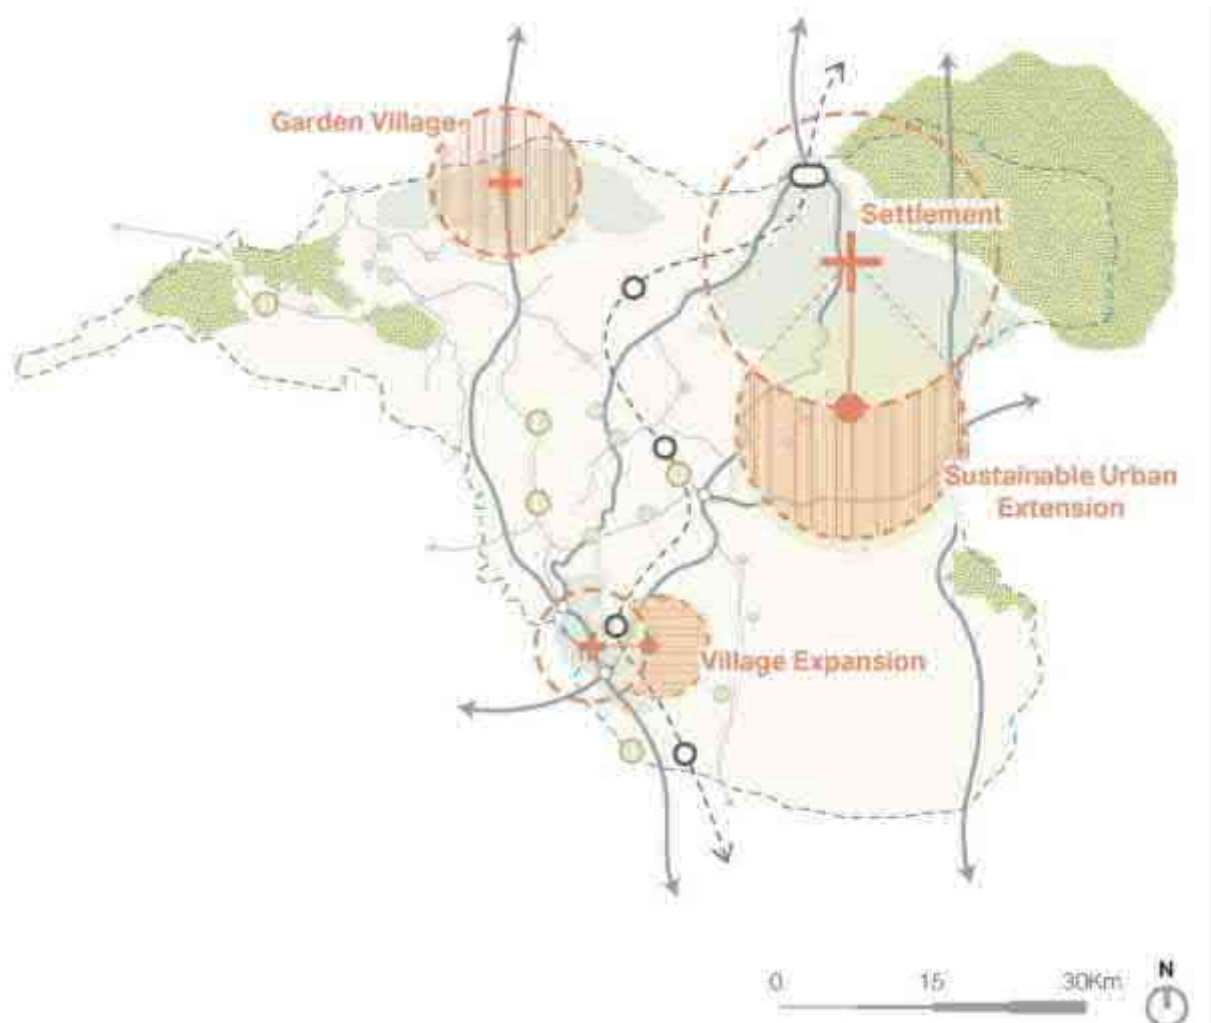 Garden Village
Settlement
Sustainable Urban
Extension
Village Expansion
0 15 30Km
N